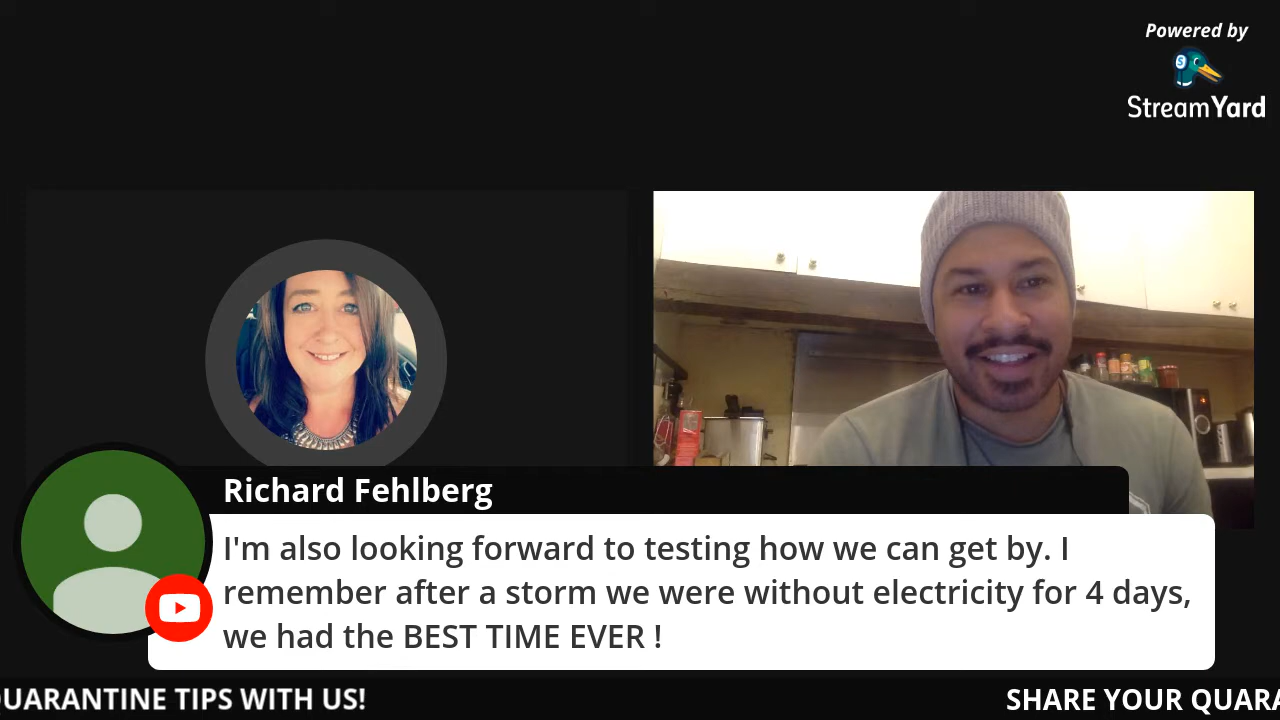 Powered by
StreamYard
Richard Fehlberg
I'm also looking forward to testing how we can get by. I
remember after a storm we were without electricity for 4 days,
we had the BEST TIME EVER !
QUARANTINE TIPS WITH US!
SHARE YOUR QUARA